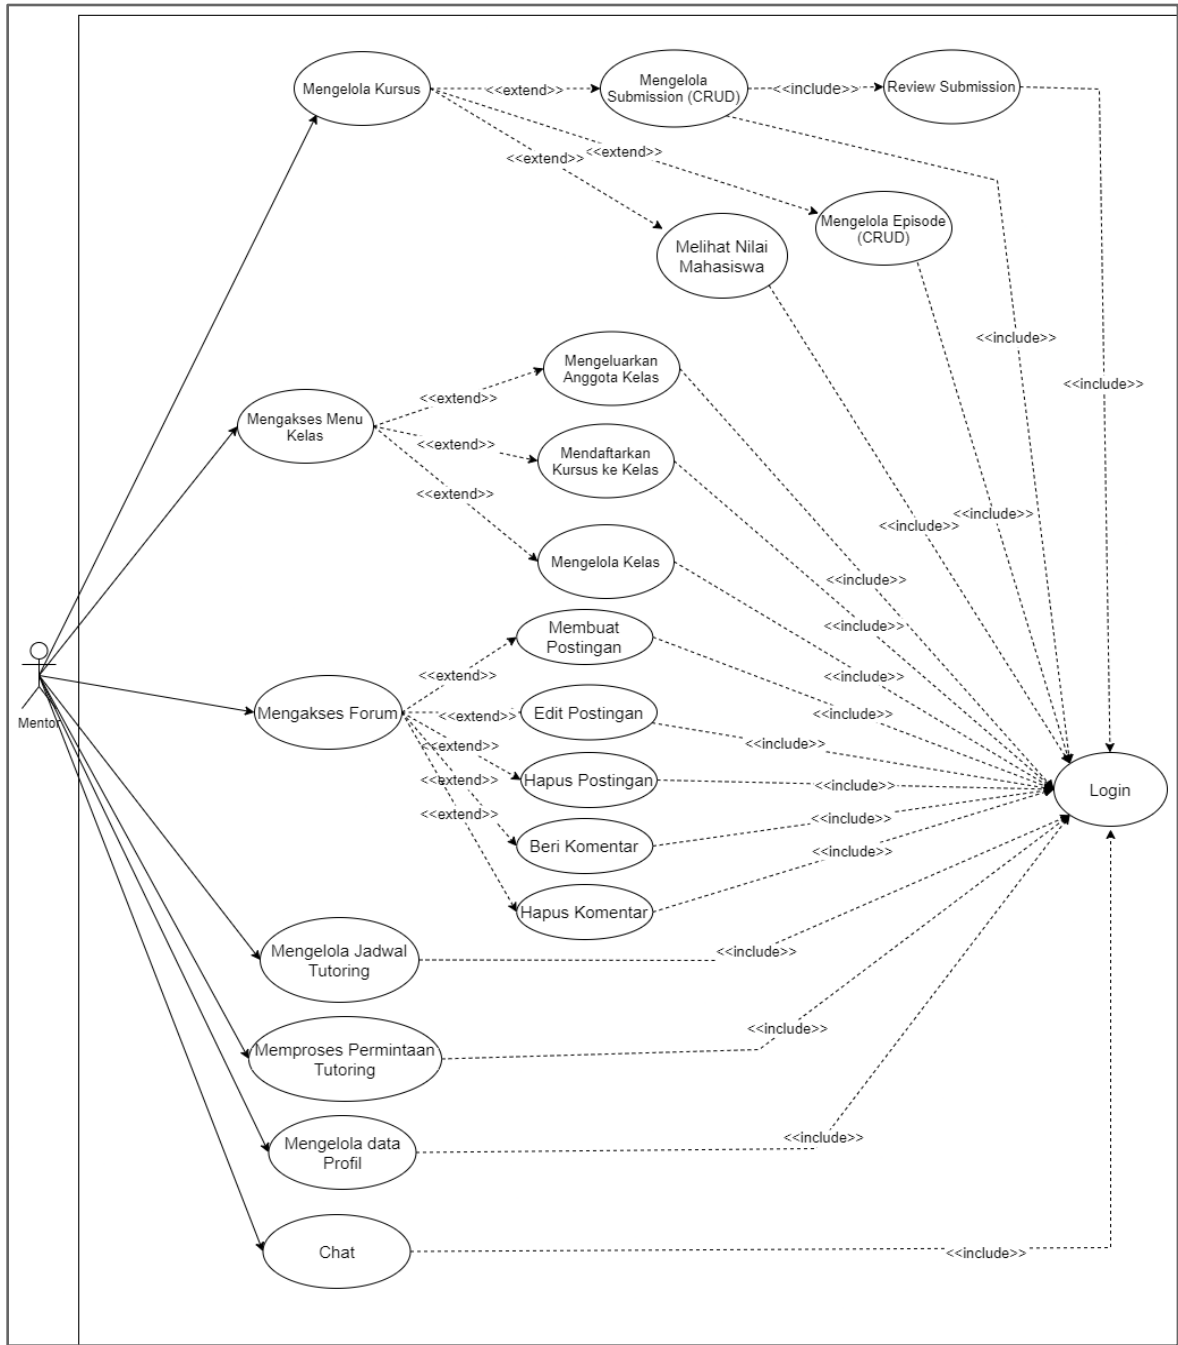 Mengelola Kursus
<<extend>>
Mengelola
Submission (CRUD)
<<include>>
Review Submission
<<extend>>
<<extend>>
Melihat Nilai
Mahasiswa
Mengelola Episode
(CRUD)
<<include>>
<<include>>
Mengakses Menu
Kelas
<<extend>>
Mengeluarkan
Anggota Kelas
<<extend>>
Mendaftarkan
Kursus ke Kelas
<<extend>>
Mengelola Kelas
<<include>>
<<include>>
<<include>>
<<include>>
<<include>>
Mentor
Mengakses Forum
<<extend>>
Membuat
Postingan
<<include>>
<<extend>>
Edit Postingan
<<include>>
<<extend>>
Hapus Postingan
<<include>>
<<extend>>
Beri Komentar
<<include>>
<<extend>>
Hapus Komentar
<<include>>
Login
Mengelola Jadwal
Tutoring
<<include>>
Memproses Permintaan
Tutoring
<<include>>
Mengelola data
Profil
<<include>>
Chat
<<include>>